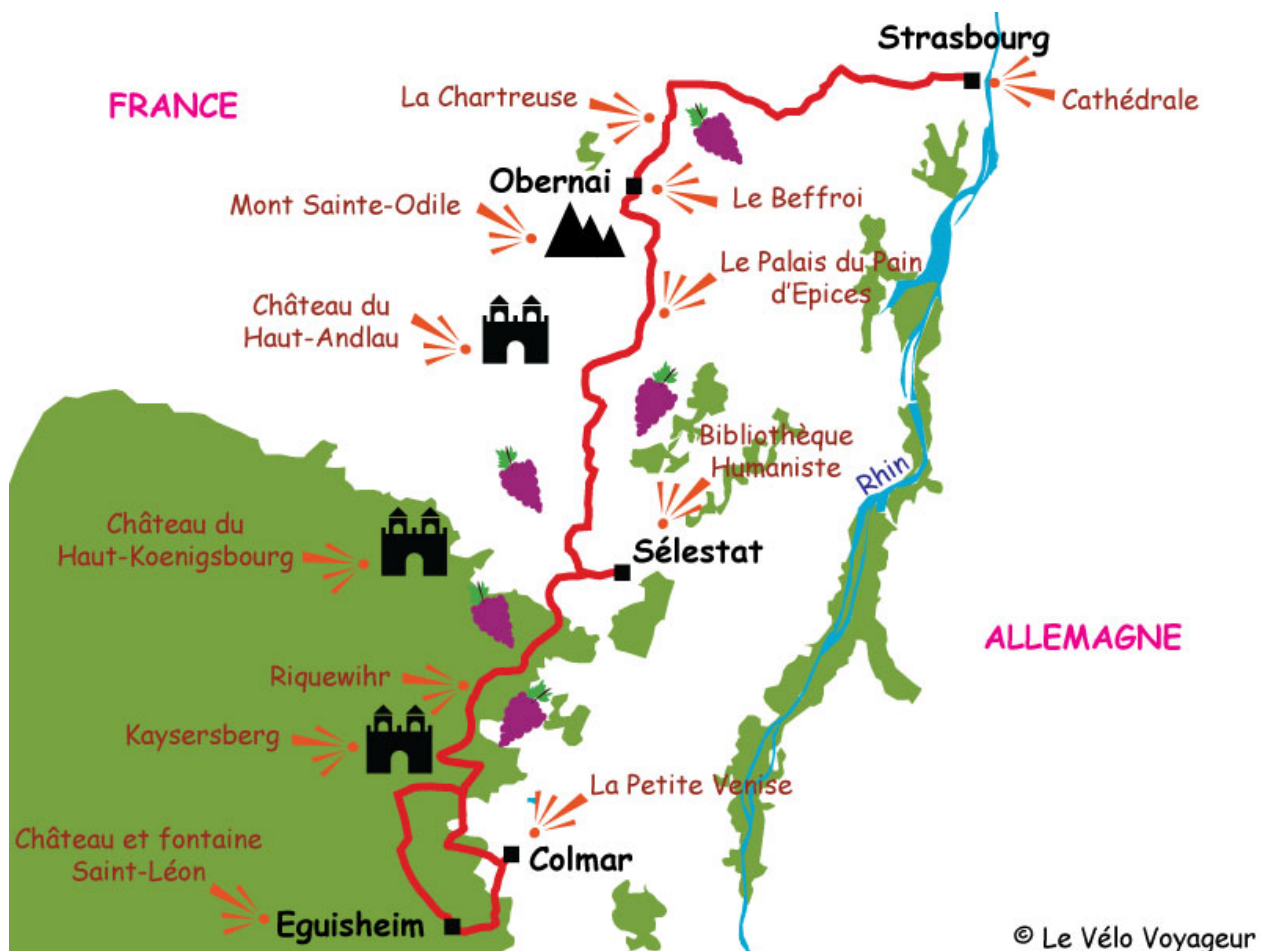 Strasbourg
FRANCE
La Chartreuse
Cathédrale
Obernai
Mont Sainte-Odile
Le Beffroi
Le Palais du Pain
d'Epices
Château du
Haut-Andlau
Bibliothèque
Humaniste
Rhin
Château du
Haut-Koenigsbourg
Sélestat
ALLEMAGNE
Riquewihr
Kaysersberg
La Petite Venise
Château et fontaine
Saint-Léon
Colmar
Eguisheim
© Le Vélo Voyageur